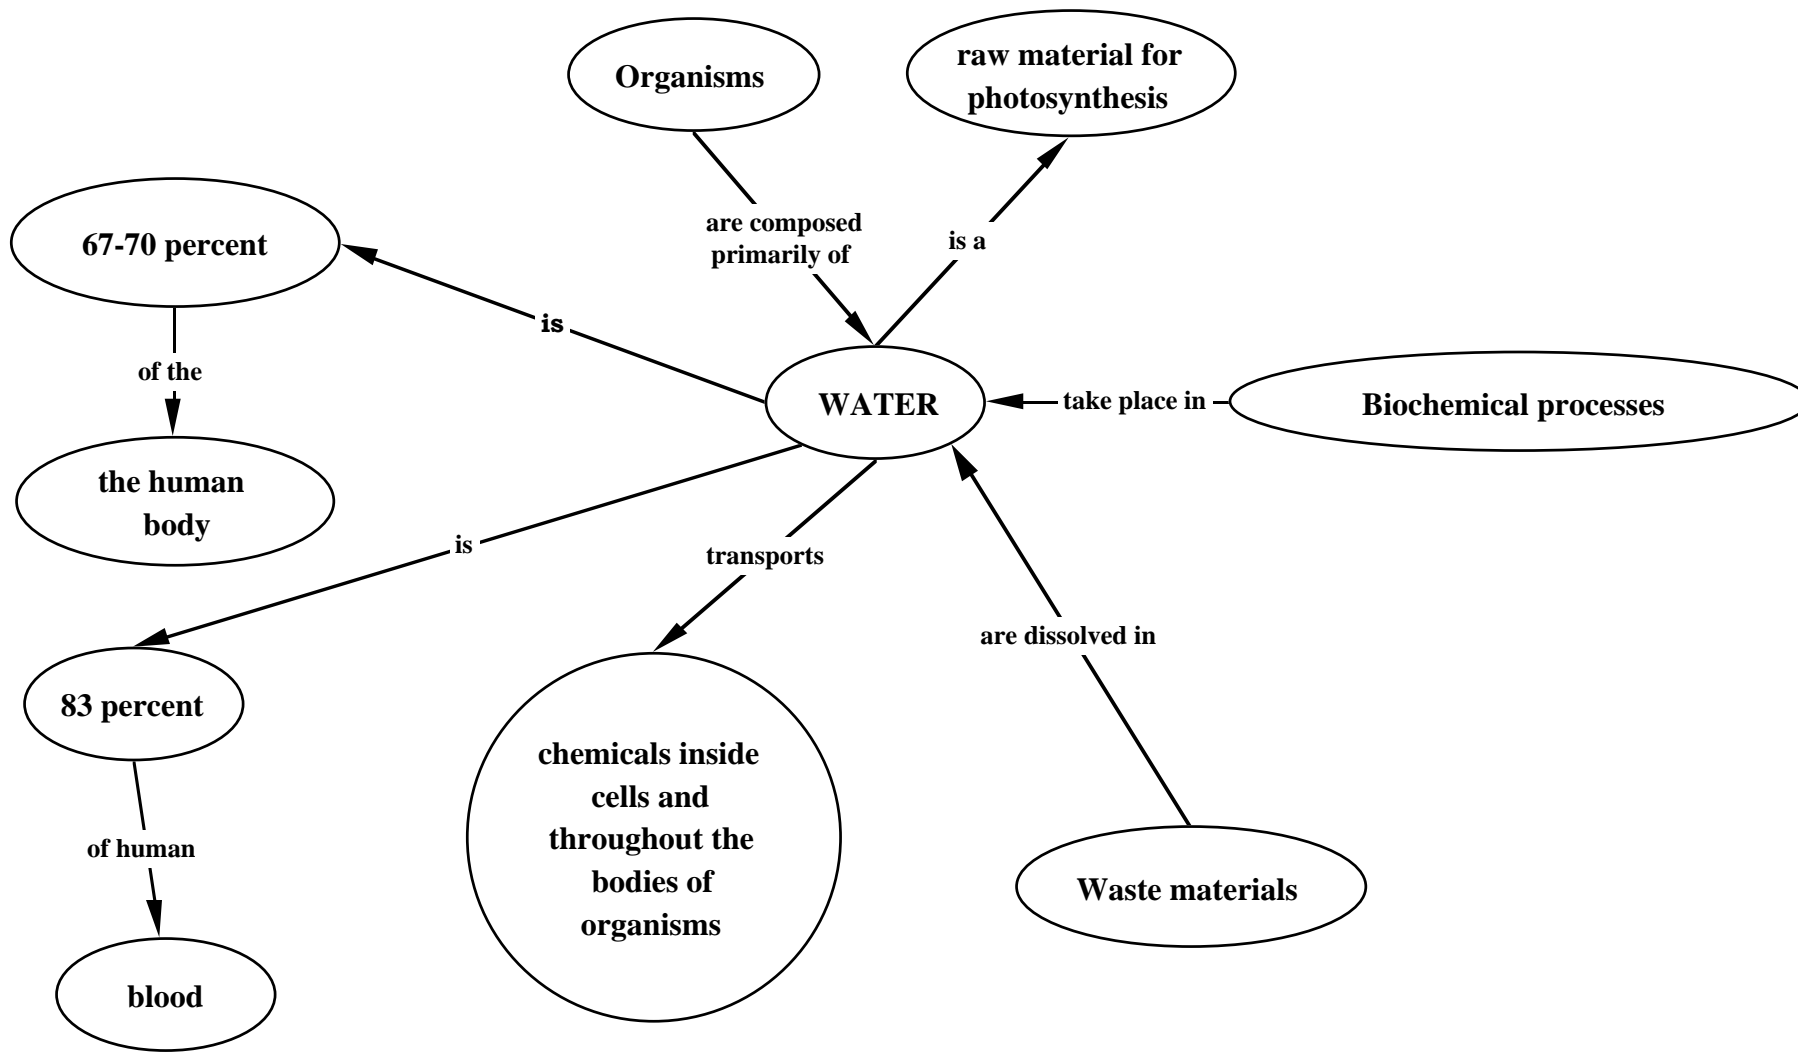 Organisms
raw material for
photosynthesis
are composed
primarily of
is a
67-70 percent
is
of the
WATER
take place in
Biochemical processes
the human
body
is
transports
are dissolved in
83 percent
chemicals inside
cells and
throughout the
bodies of
organisms
of human
Waste materials
blood